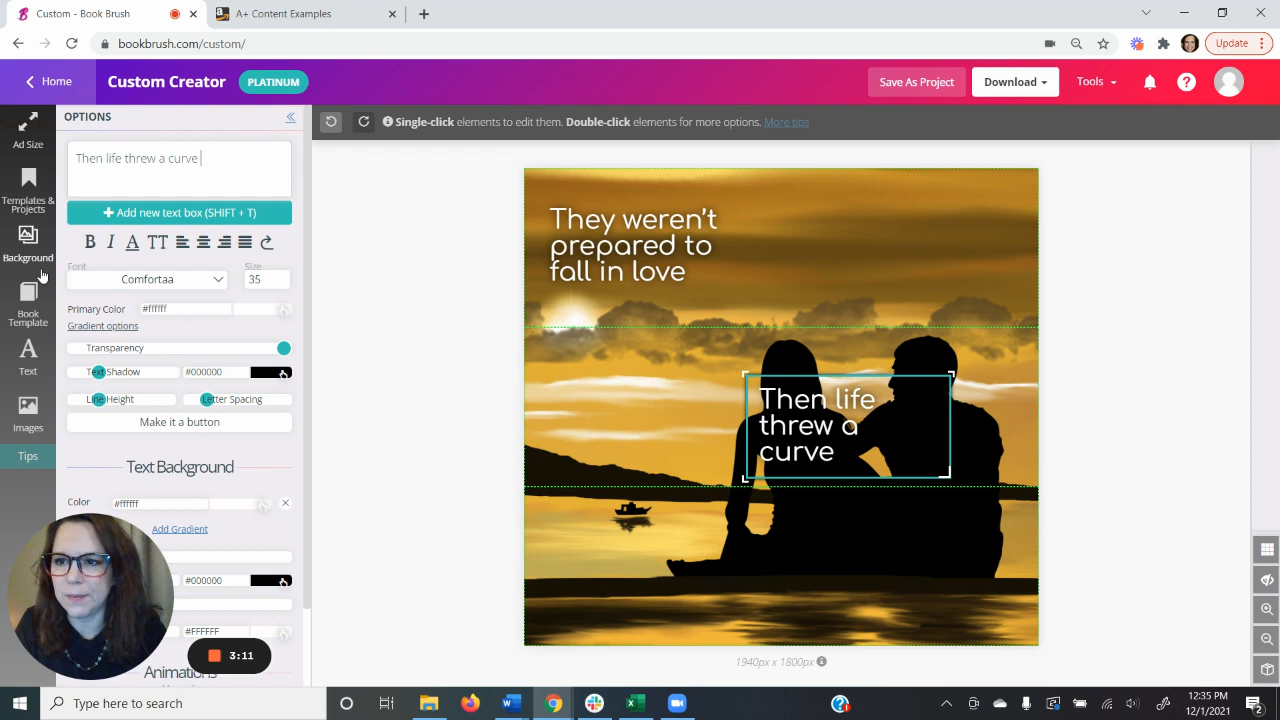 Custom Creator - Book Brush
A+ Content Examples
bookbrush.com/custom/
Update
Home
Custom Creator
PLATINUM
Save As Project
Download
Tools
OPTIONS
Single-click elements to edit them. Double-click elements for more options. More tips
Ad Size
Templates &
Projects
Background
Book
Template
Text
Images
Tips
Then life threw a curve
+ Add new text box (SHIFT + T)
B I A TT
Font
Size
Comfortaa
35
Primary Color
#ffffff
Gradient options
Transparency
Text Shadow
#000000
Line Height
Letter Spacing
Make it a button
Text Background
Color
#ffffff
Add Gradient
#000000
#FFFFFF
Animations
3:11
They weren't
prepared to
fall in love
Then life
threw a
curve
1940px x 1800px
Type here to search
12:35 PM
12/1/2021
2